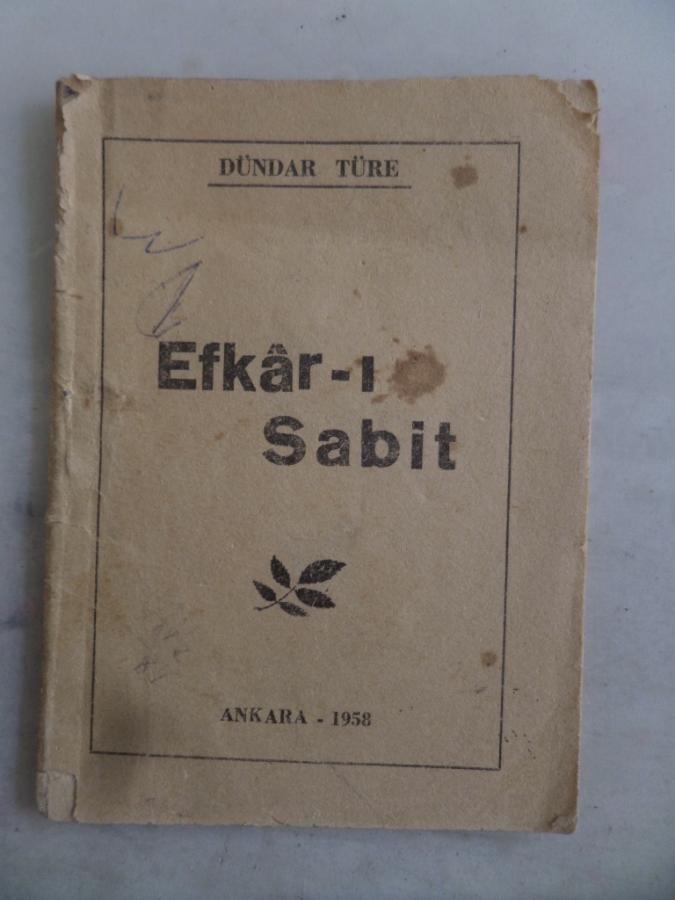 DÜNDAR TÜRE
Efkâr-ı
Sabit
ANKARA - 1958